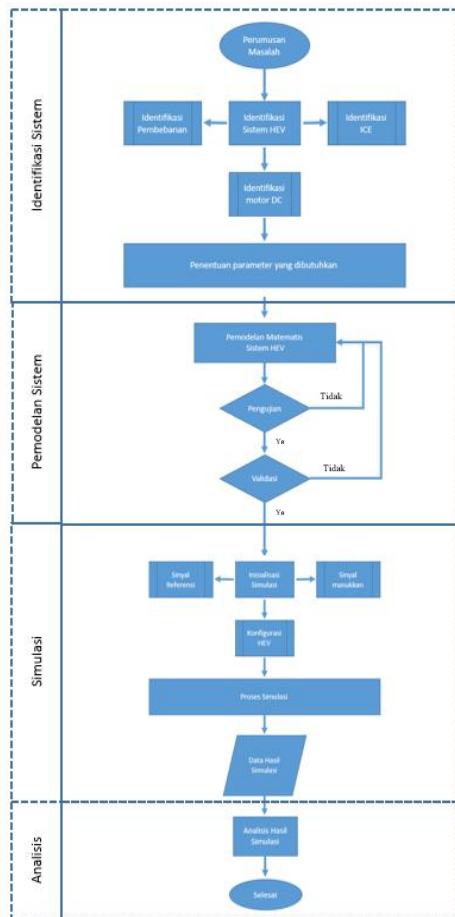 Identifikasi Sistem
Perumusan
Masalah
Identifikasi
Pembebanan
Identifikasi
Sistem HEV
Identifikasi
ICE
Identifikasi
motor DC
Penentuan parameter yang dibutuhkan
Pemodelan Sistem
Pemodelan Matematis
Sistem HEV
Pengujian
Tidak
Ya
Validasi
Tidak
Ya
Simulasi
Sinyal
Referensi
Inisialisasi
Simulasi
Sinyal
masukkan
Konfigurasi
HEV
Proses Simulasi
Data Hasil
Simulasi
Analisis
Analisis Hasil
Simulasi
Selesai